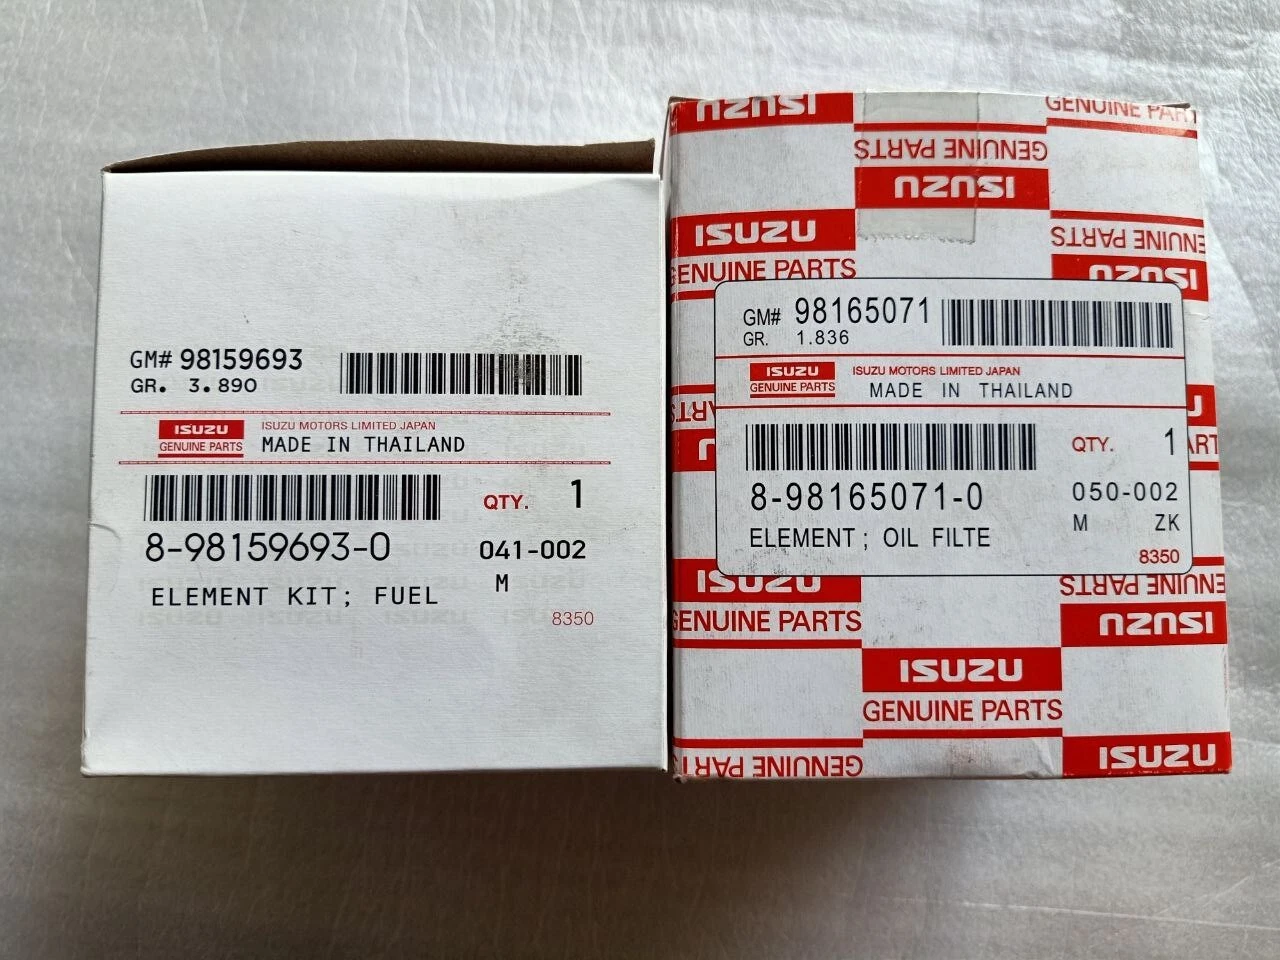 GM# 98159693
GR. 3.890
ISUZU
GENUINE PARTS
ISUZU MOTORS LIMITED JAPAN
MADE IN THAILAND
QTY. 1
8-98159693-0
041-002
ELEMENT KIT; FUEL
M
8350
ISUZU
GENUINE PART
GENUINE PARTS
ISUZU
ISUZU
GENUINE PARTS
ENUINE PARTS
ISUZU
GM# 98165071
GR. 1.836
ISUZU
GENUINE PARTS
ISUZU MOTORS LIMITED JAPAN
MADE IN THAILAND
QTY. 1
8-98165071-0
050-002
M ZK
ELEMENT ; OIL FILTE
8350
ISUZU
ENUINE PARTS
GENUINE PARTS
ISUZU
ISUZU
GENUINE PARTS
GENUINE PARTS
ISUZU